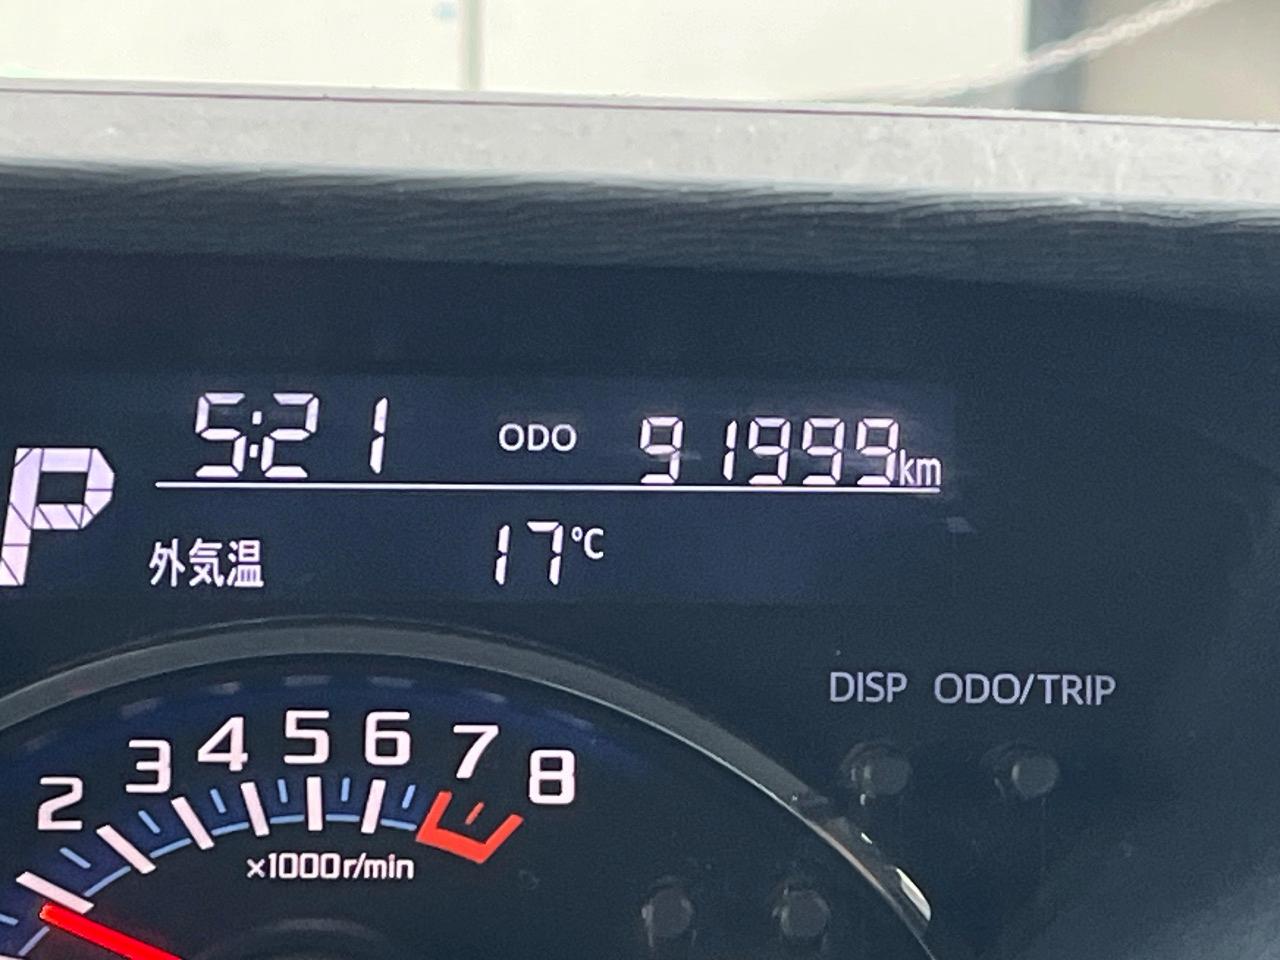 5:21 ODO 91999km
P
外気温 17℃
DISP ODO/TRIP
2 3 4 5 6 7 8
×1000r/min